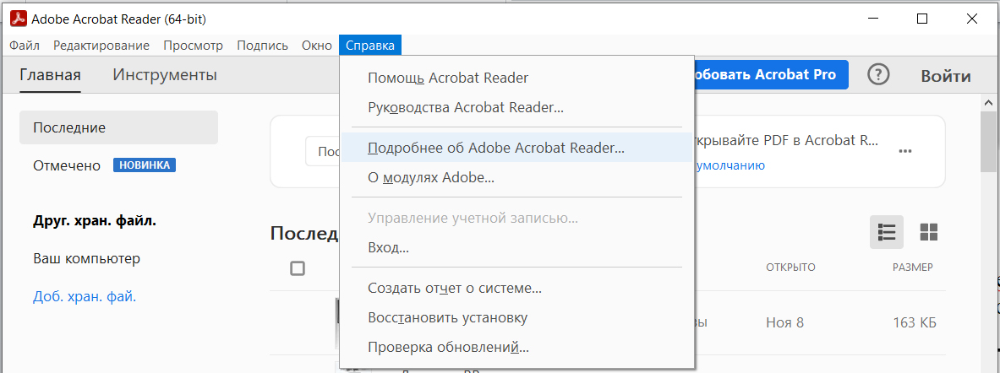 Adobe Acrobat Reader (64-bit)
Файл Редактирование Просмотр Подпись Окно Справка
Главная Инструменты
обовать Acrobat Pro
Войти
Помощь Acrobat Reader
Руководства Acrobat Reader...
Подробнее об Adobe Acrobat Reader...
О модулях Adobe...
Управление учетной записью...
Вход...
Создать отчет о системе...
Восстановить установку
Проверка обновлений...
Последние
Отмечено НОВИНКА
Друг. хран. файл.
Ваш компьютер
Доб. хран. фай.
Пос
ткрывайте PDF в Acrobat R...
умолчанию
Послед
ОТКРЫТО РАЗМЕР
вы Ноя 8 163 КБ